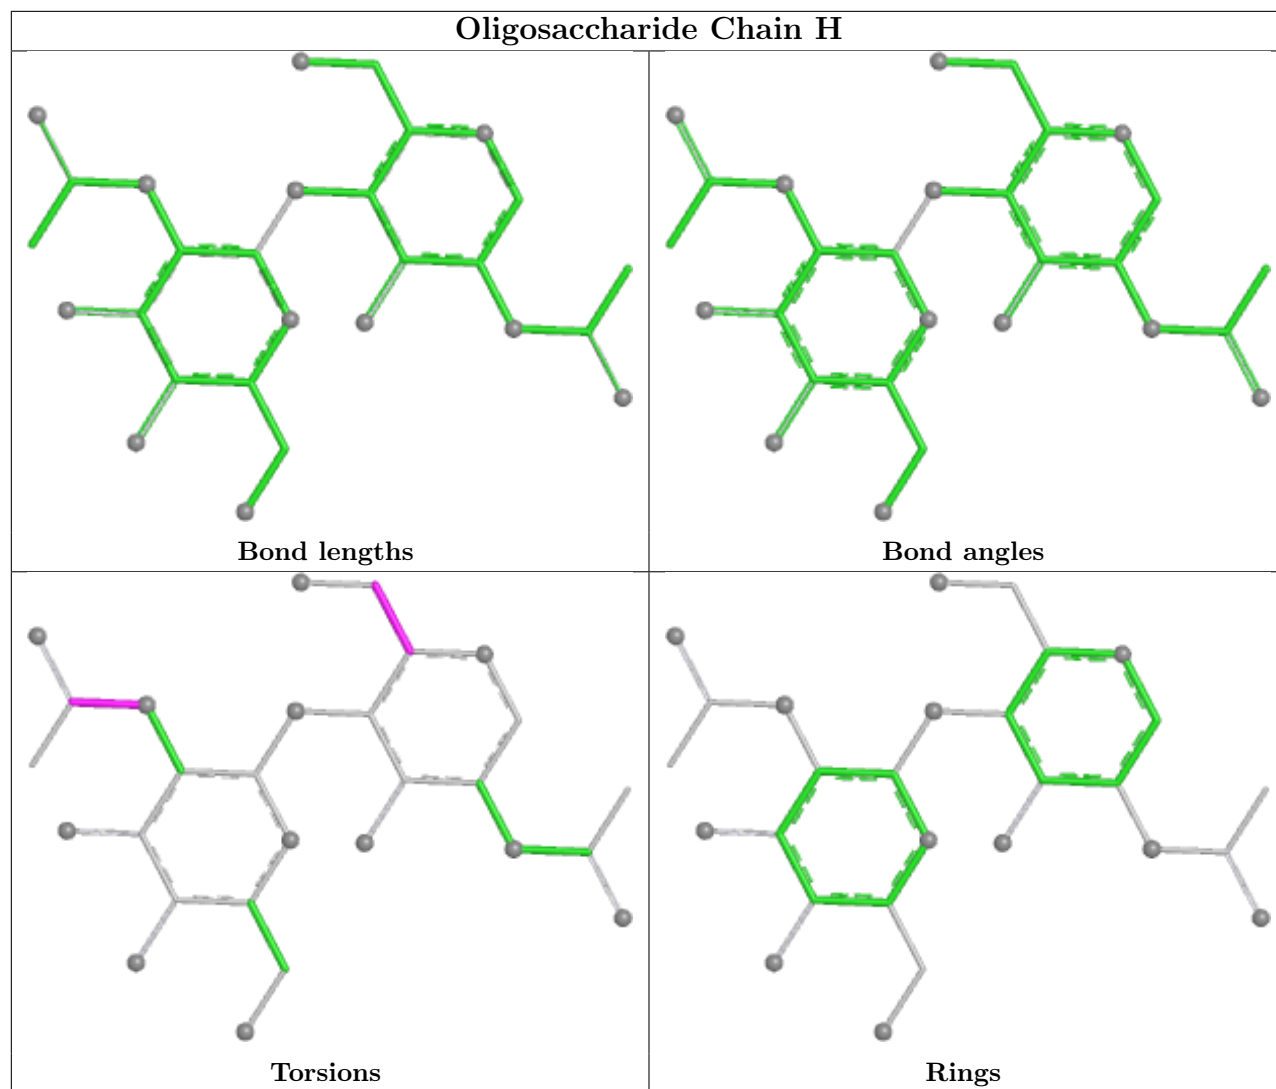 Oligosaccharide Chain H
Bond lengths
Bond angles
Torsions
Rings